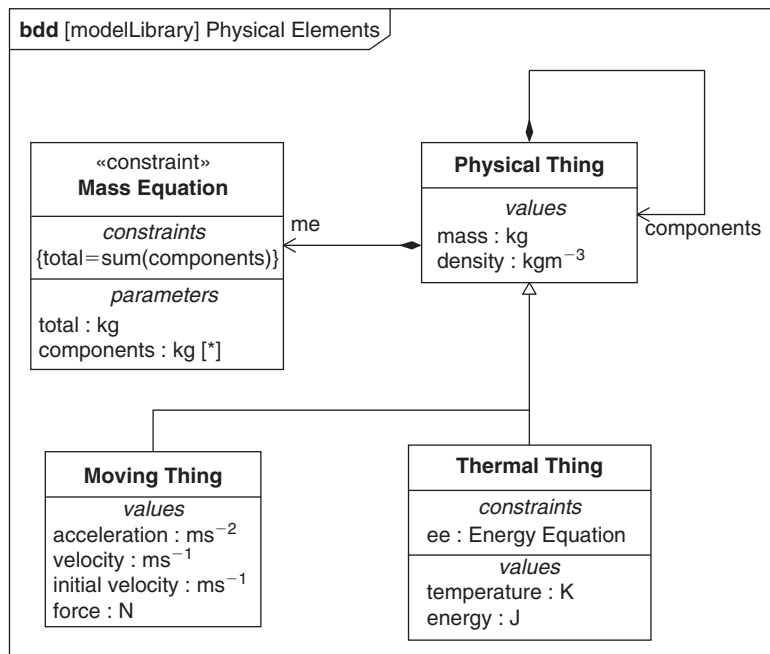 bdd [modelLibrary] Physical Elements
«constraint»
Mass Equation
constraints
{total=sum(components)}
parameters
total : kg
components : kg [*]
me
Physical Thing
values
mass : kg
density : kgm⁻³
components
Moving Thing
values
acceleration : ms⁻²
velocity : ms⁻¹
initial velocity : ms⁻¹
force : N
Thermal Thing
constraints
ee : Energy Equation
values
temperature : K
energy : J